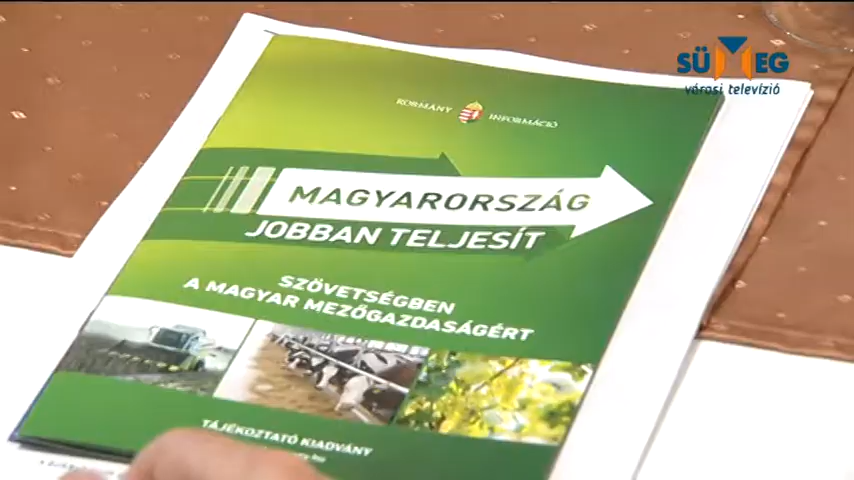 SÜMEG
városi televízió
KORMÁNY INFORMÁCIÓ
MAGYARORSZÁG
JOBBAN TELJESÍT
SZÖVETSÉGBEN
A MAGYAR MEZŐGAZDASÁGÉRT
TÁJÉKOZTATÓ KIADVÁNY